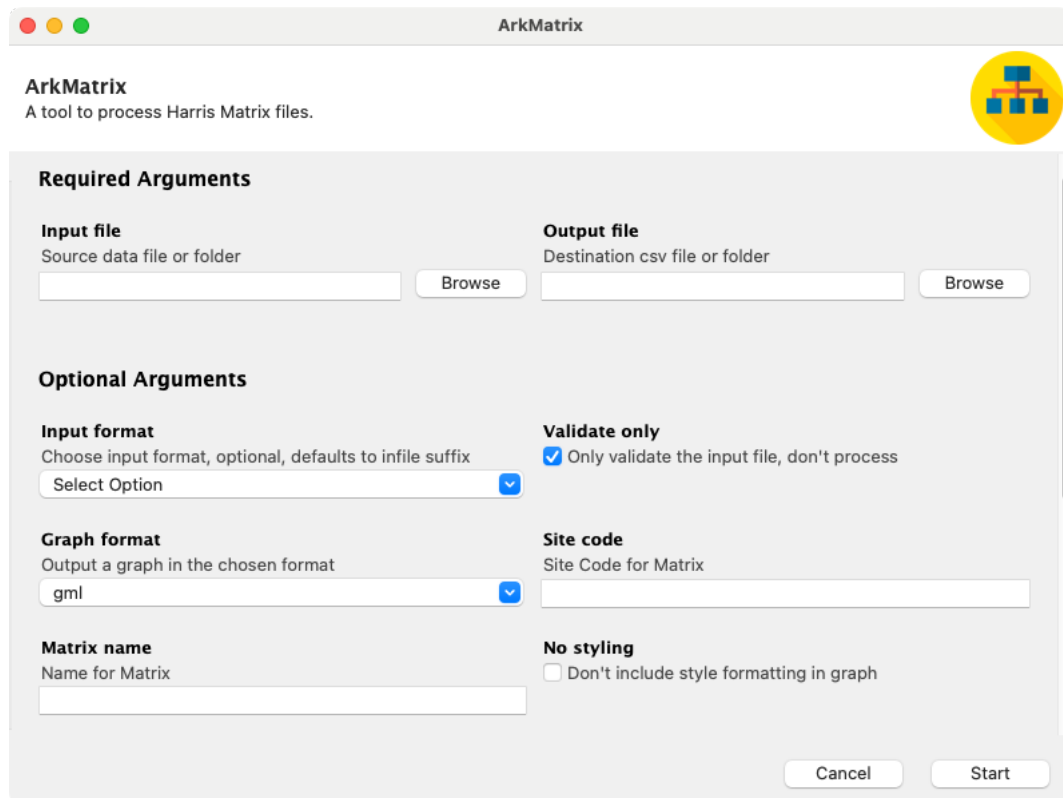 ArkMatrix
ArkMatrix
A tool to process Harris Matrix files.
Required Arguments
Input file
Source data file or folder
Browse
Output file
Destination csv file or folder
Browse
Optional Arguments
Input format
Choose input format, optional, defaults to infile suffix
Select Option
Validate only
Only validate the input file, don't process
Graph format
Output a graph in the chosen format
gml
Site code
Site Code for Matrix
Matrix name
Name for Matrix
No styling
Don't include style formatting in graph
Cancel
Start